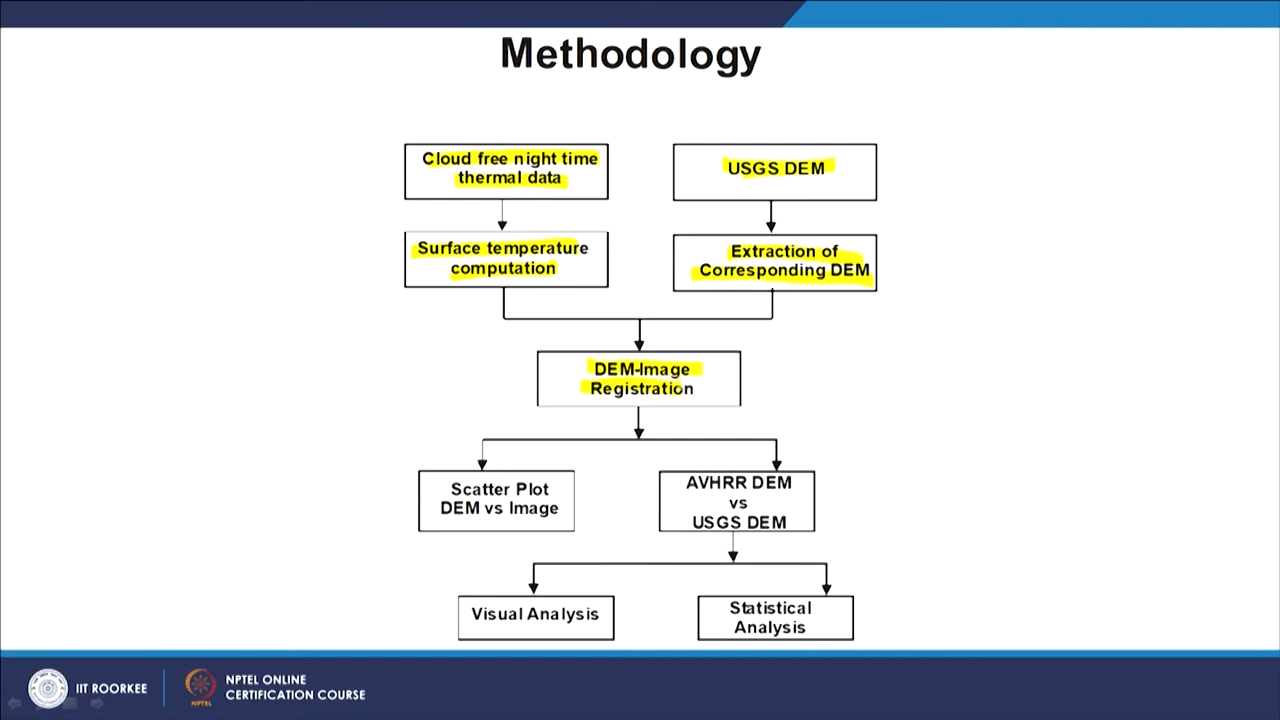 Methodology
Cloud free night time
thermal data
USGS DEM
Surface temperature
computation
Extraction of
Corresponding DEM
DEM-Image
Registration
Scatter Plot
DEM vs Image
AVHRR DEM
vs
USGS DEM
Visual Analysis
Statistical
Analysis
IIT ROORKEE
NPTEL
NPTEL ONLINE
CERTIFICATION COURSE